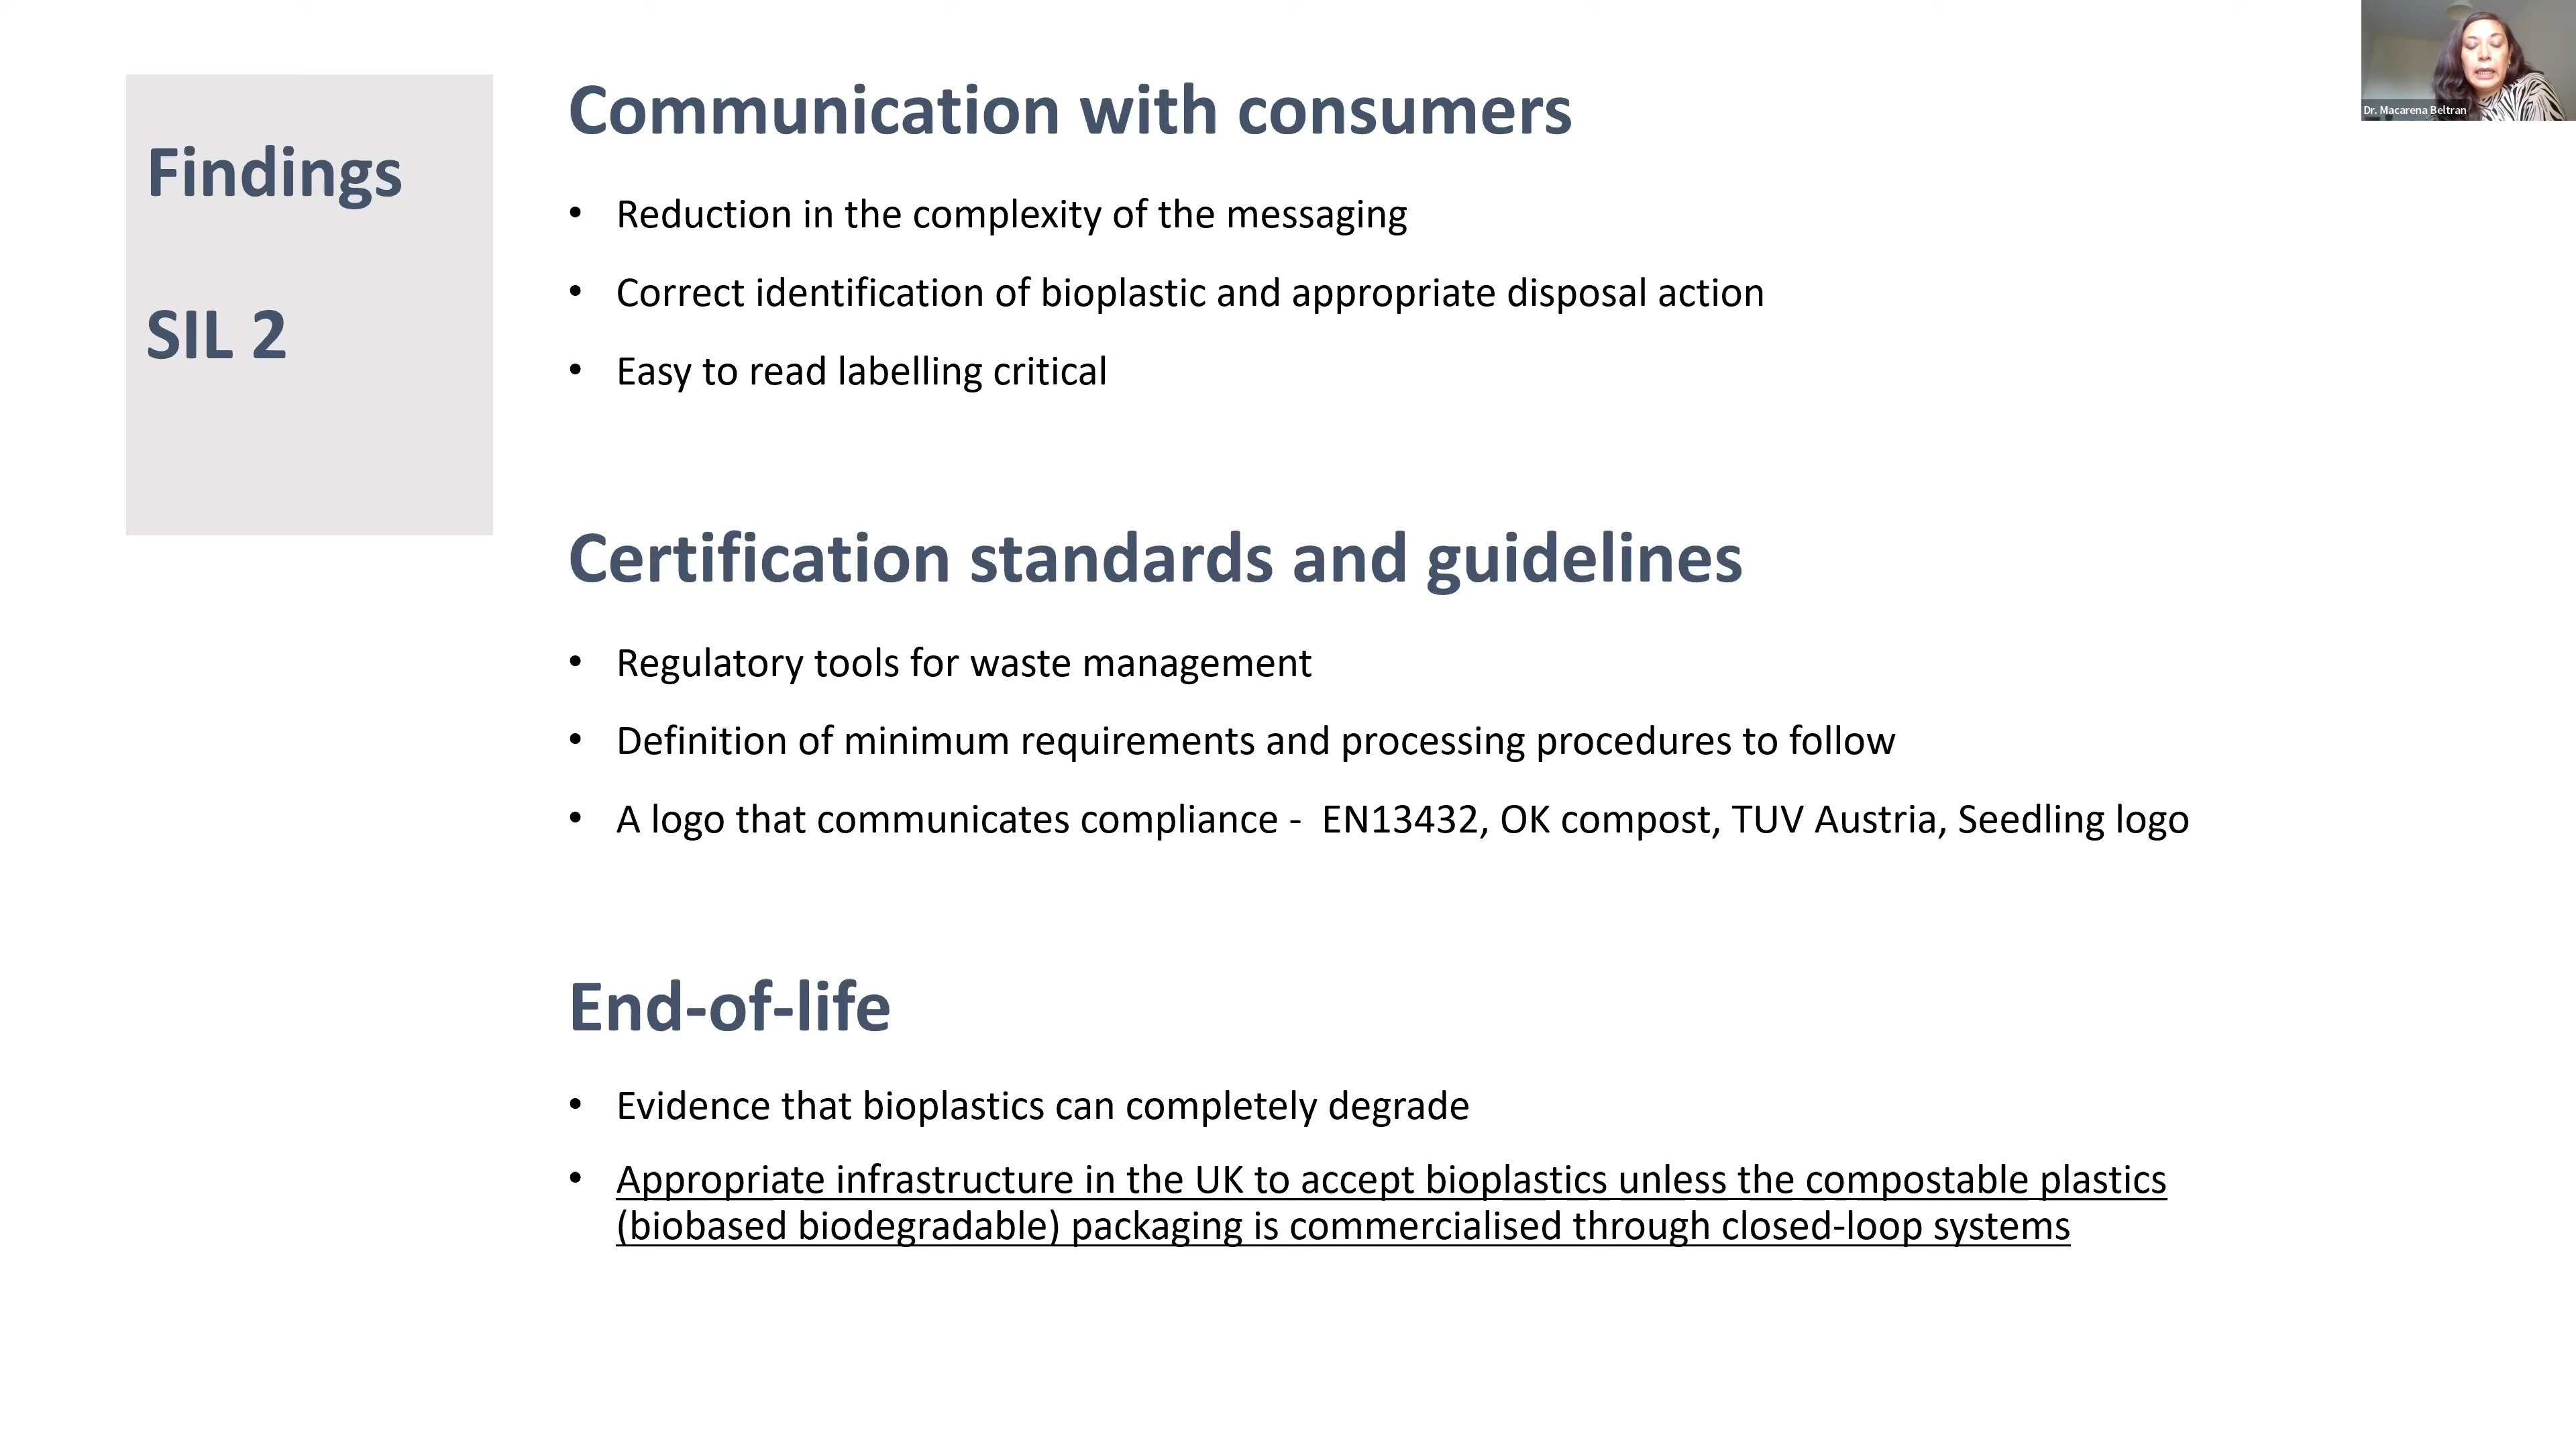 Findings
SIL 2
Communication with consumers
• Reduction in the complexity of the messaging
• Correct identification of bioplastic and appropriate disposal action
• Easy to read labelling critical
Certification standards and guidelines
• Regulatory tools for waste management
• Definition of minimum requirements and processing procedures to follow
• A logo that communicates compliance - EN13432, OK compost, TUV Austria, Seedling logo
End-of-life
• Evidence that bioplastics can completely degrade
• Appropriate infrastructure in the UK to accept bioplastics unless the compostable plastics
(biobased biodegradable) packaging is commercialised through closed-loop systems
Dr. Macarena Beltran